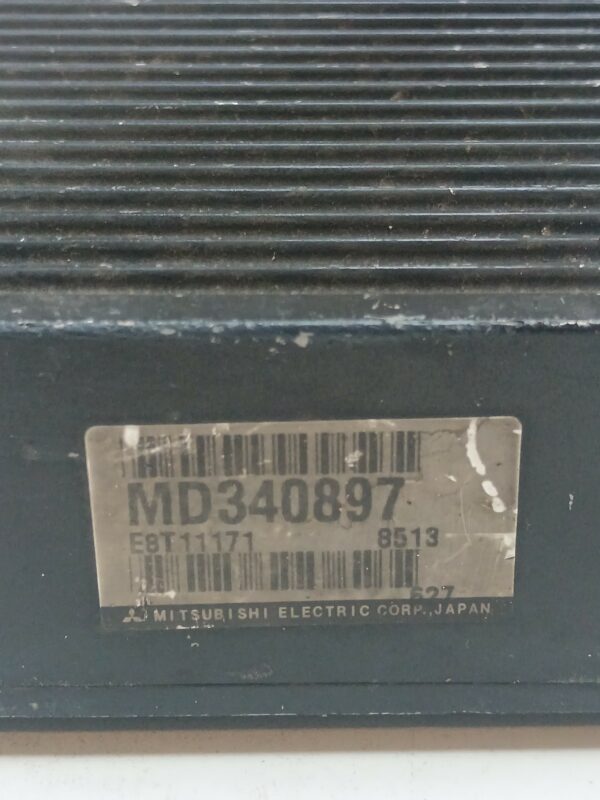 MD340897
E8T11171 8513
627
MITSUBISHI ELECTRIC CORP.,JAPAN